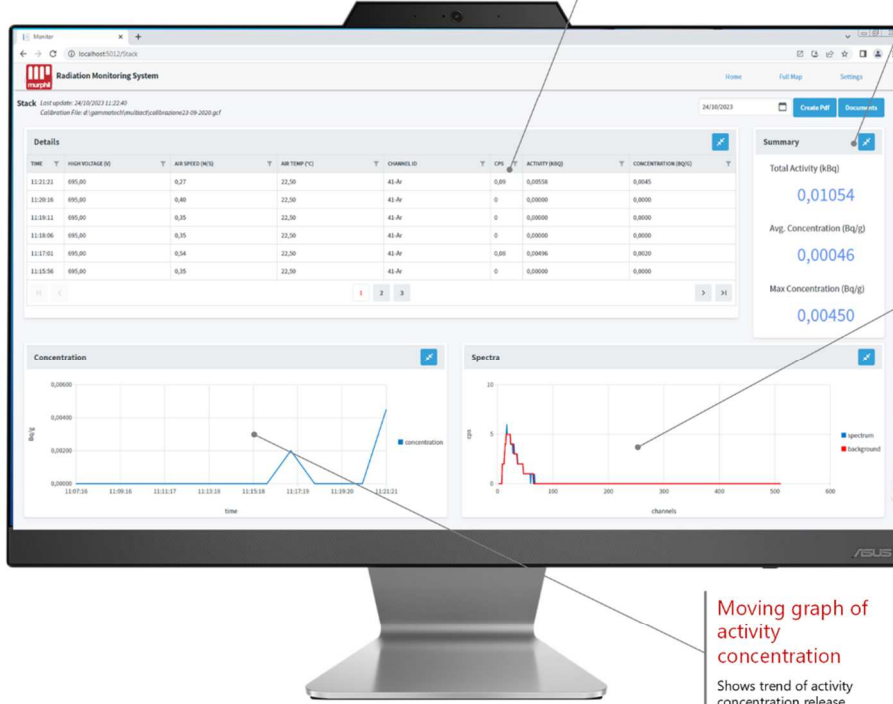 Monitor
localhost:5012/Stack
murphil
Radiation Monitoring System
Home Full Map Settings
Stack Last update: 24/10/2023 11:22:40
Calibration File: d:\gammatech\multiact\calibrazione23-09-2020.gcf
24/10/2023 Create Pdf Documents
Details
TIME HIGH VOLTAGE (V) AIR SPEED (M/S) AIR TEMP (°C) CHANNEL ID CPS ACTIVITY (KBQ) CONCENTRATION (BQ/G)
11:21:21 695,00 0,27 22,50 41-Ar 0,09 0,00558 0,0045
11:20:16 695,00 0,40 22,50 41-Ar 0 0,00000 0,0000
11:19:11 695,00 0,35 22,50 41-Ar 0 0,00000 0,0000
11:18:06 695,00 0,35 22,50 41-Ar 0 0,00000 0,0000
11:17:01 695,00 0,54 22,50 41-Ar 0,08 0,00496 0,0020
11:15:56 695,00 0,35 22,50 41-Ar 0 0,00000 0,0000
1 2 3
Summary
Total Activity (kBq)
0,01054
Avg. Concentration (Bq/g)
0,00046
Max Concentration (Bq/g)
0,00450
Concentration
0,00600
0,00400
0,00200
0,00000
Bq/g
11:07:16 11:09:16 11:11:17 11:13:18 11:15:18 11:17:19 11:19:20 11:21:21
time
concentration
Spectra
10
5
0
cps
0 100 200 300 400 500 600
channels
spectrum
background
ASUS
Moving graph of
activity
concentration
Shows trend of activity
concentration release